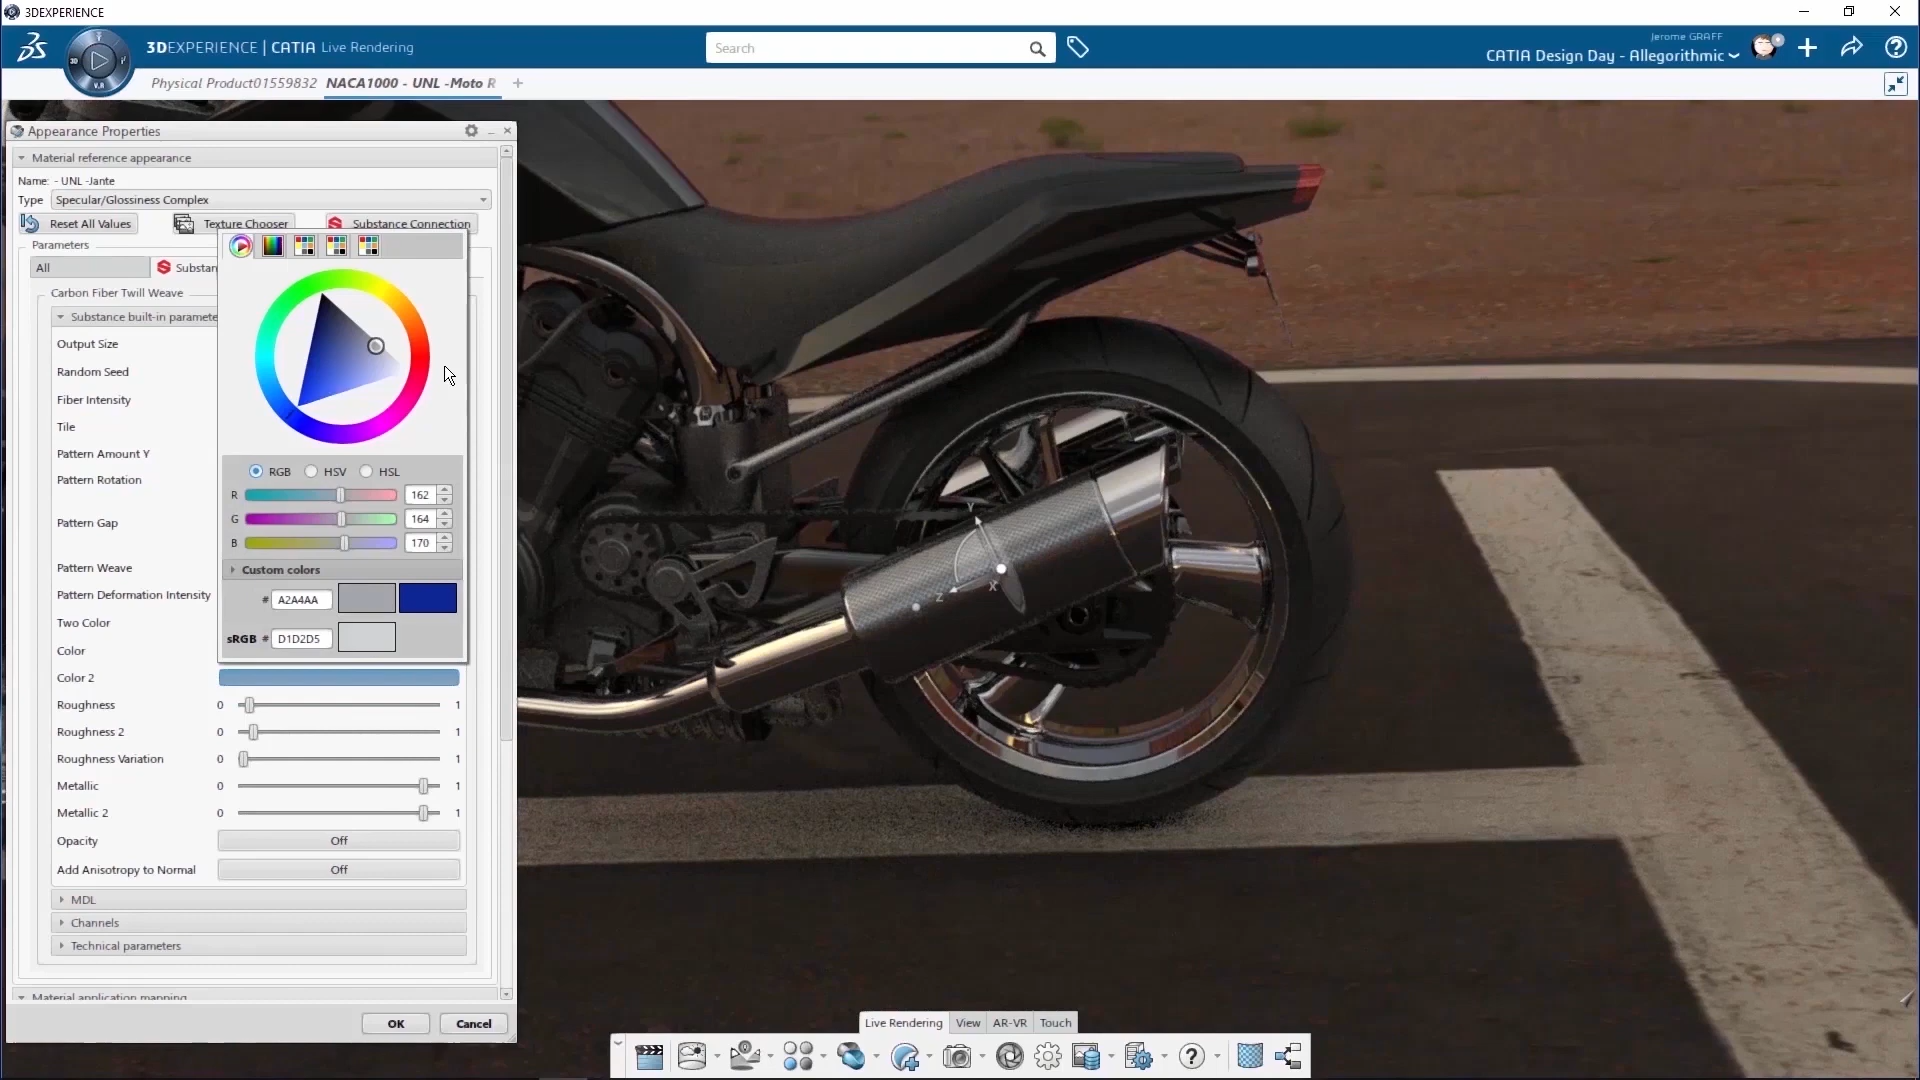 3DEXPERIENCE
3DEXPERIENCE | CATIA Live Rendering
Search
Jerome GRAFF
CATIA Design Day - Allegorithmic
3D
V.R
Physical Product01559832
NACA1000 - UNL -Moto R
+
Appearance Properties
Material reference appearance
Name: - UNL -Jante
Type Specular/Glossiness Complex
Reset All Values
Texture Chooser
Substance Connection
Parameters
All
Substan
Carbon Fiber Twill Weave
Substance built-in paramete
Output Size
Random Seed
Fiber Intensity
Tile
Pattern Amount Y
Pattern Rotation
Pattern Gap
Pattern Weave
Pattern Deformation Intensity
Two Color
Color
Color 2
RGB HSV HSL
R 162
G 164
B 170
Custom colors
# A2A4AA
sRGB # D1D2D5
Roughness 0 1
Roughness 2 0 1
Roughness Variation 0 1
Metallic 0 1
Metallic 2 0 1
Opacity Off
Add Anisotropy to Normal Off
MDL
Channels
Technical parameters
Material application mapping
OK Cancel
Y
Z
X
Live Rendering View AR-VR Touch